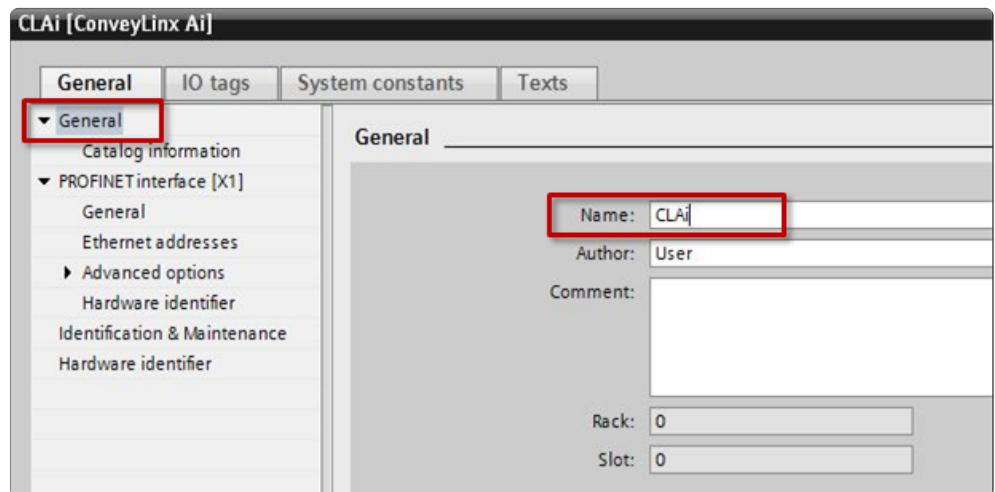 CLAi [ConveyLinx Ai]
General IO tags System constants Texts
General
Catalog information
PROFINET interface [X1]
General
Ethernet addresses
Advanced options
Hardware identifier
Identification & Maintenance
Hardware identifier
General
Name: CLAi
Author: User
Comment:
Rack: 0
Slot: 0